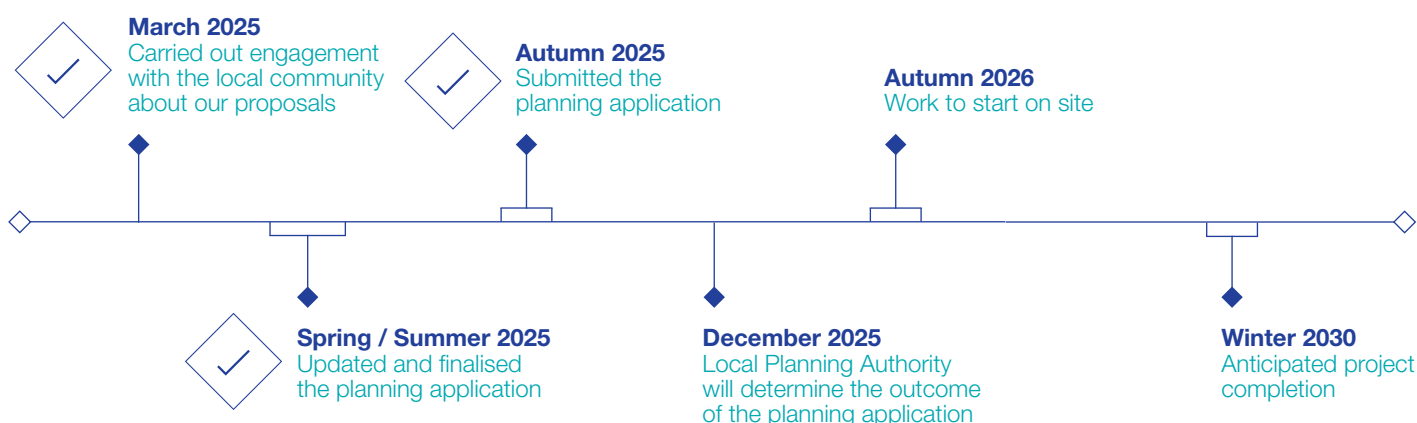 March 2025
Carried out engagement
with the local community
about our proposals
Spring / Summer 2025
Updated and finalised
the planning application
Autumn 2025
Submitted the
planning application
December 2025
Local Planning Authority
will determine the outcome
of the planning application
Autumn 2026
Work to start on site
Winter 2030
Anticipated project
completion